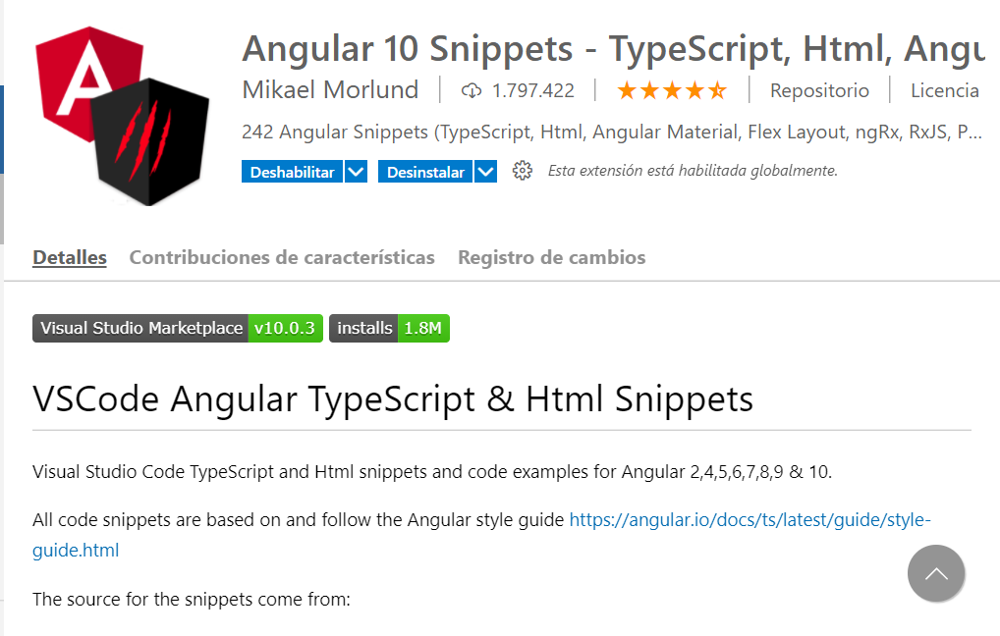 Angular 10 Snippets - TypeScript, Html, Angu
Mikael Morlund 1.797.422 Repositorio Licencia
242 Angular Snippets (TypeScript, Html, Angular Material, Flex Layout, ngRx, RxJS, P...
Deshabilitar Desinstalar Esta extensión está habilitada globalmente.
Detalles Contribuciones de características Registro de cambios
Visual Studio Marketplace v10.0.3 installs 1.8M
VSCode Angular TypeScript & Html Snippets
Visual Studio Code TypeScript and Html snippets and code examples for Angular 2,4,5,6,7,8,9 & 10.
All code snippets are based on and follow the Angular style guide https://angular.io/docs/ts/latest/guide/style-
guide.html
The source for the snippets come from: